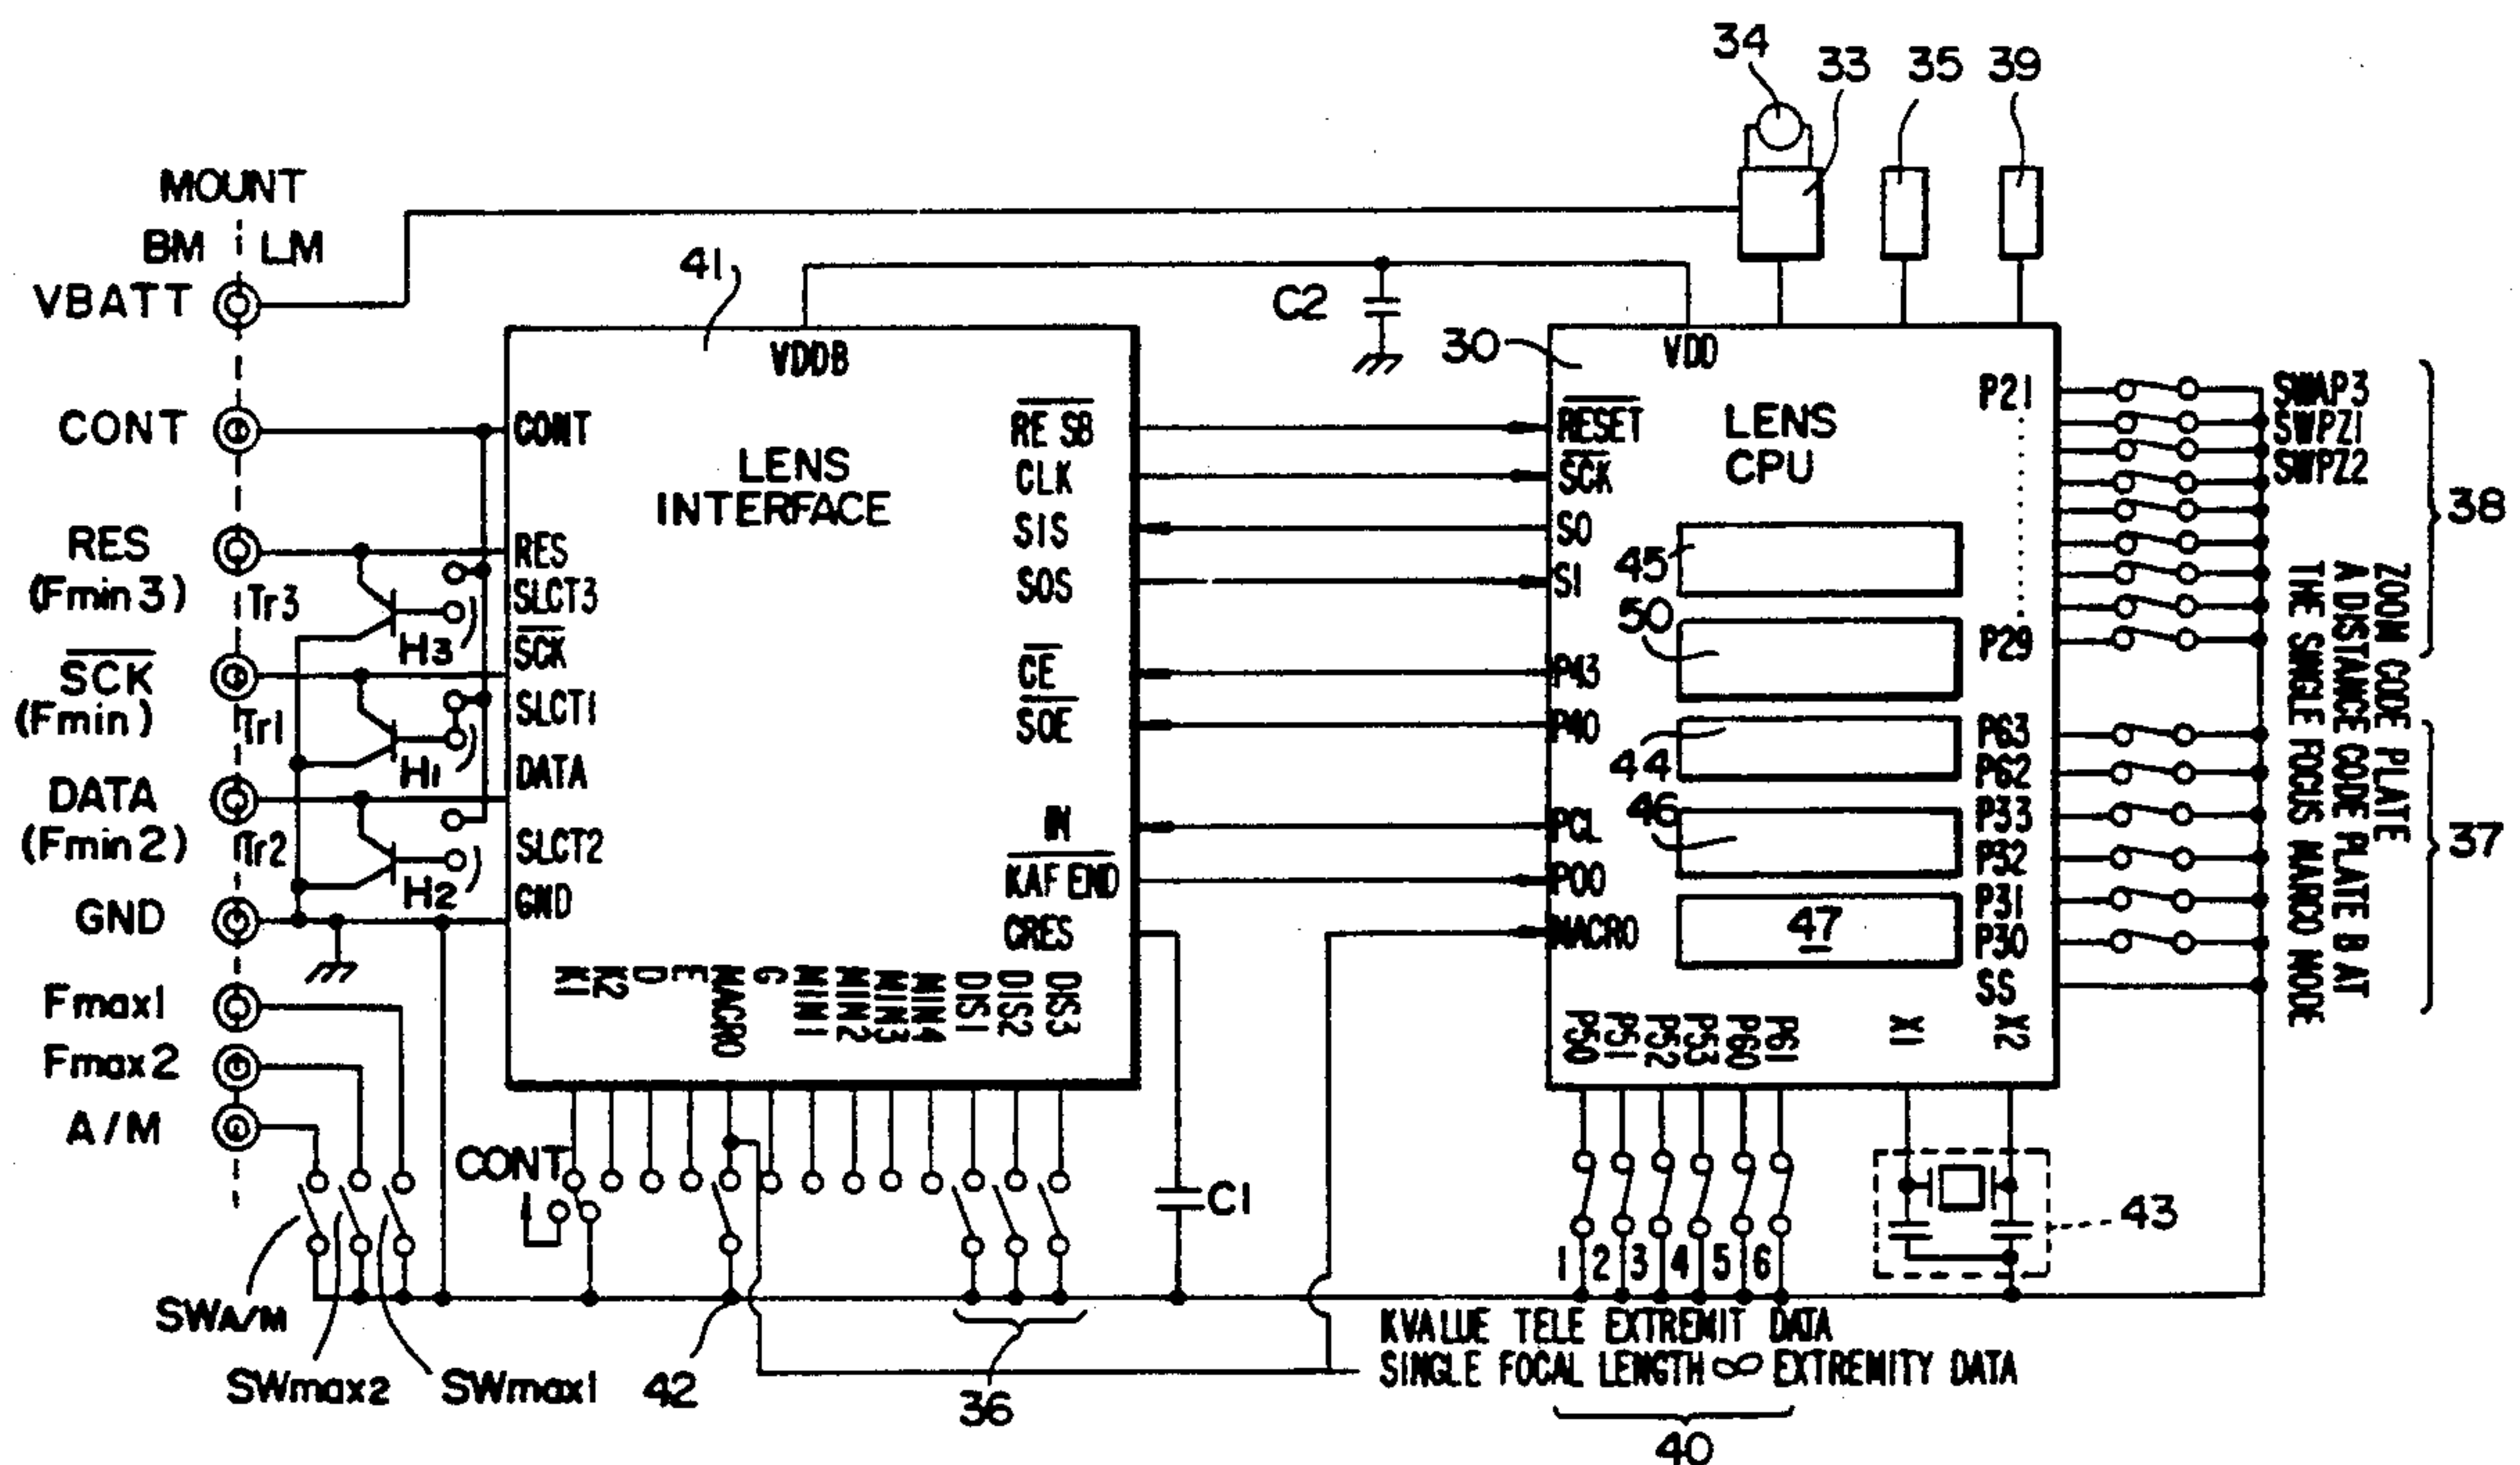 34
33
35
39
MOUNT
BM
LM
VBATT
41
VDDB
C2
30
VDD
CONT
CONT
LENS
INTERFACE
RESB
CLK
SIS
SOS
CE
SOE
IN
KAF END
CRES
RESET
SCK
SO
SI
P43
P40
PCL
P00
MACRO
LENS
CPU
45
50
44
46
47
P21
P29
P63
P62
P33
P32
P31
P30
SS
SWAP3
SWPZ1
SWPZ2
38
37
ZOOM CODE PLATE
A DISTANCE CODE PLATE B AT
THE SINGLE FOCUS MARCO MODE
RES
(Fmin3)
Tr3
H3
RES
SLCT3
SCK
SCK
(Fmin)
Tr1
H1
SLCT1
DATA
DATA
(Fmin2)
Tr2
H2
SLCT2
GND
GND
Fmax1
Fmax2
A/M
K1
K2
D
E
MACRO
G
MIN1
MIN2
MIN3
MIN4
DIS1
DIS2
DIS3
P50
P51
P52
P53
P60
P61
X1
X2
CONT
C1
43
1 2 3 4 5 6
SWA/M
SWmax2
SWmax1
42
36
KVALUE TELE EXTREMIT DATA
SINGLE FOCAL LENGTH ∞ EXTREMITY DATA
40